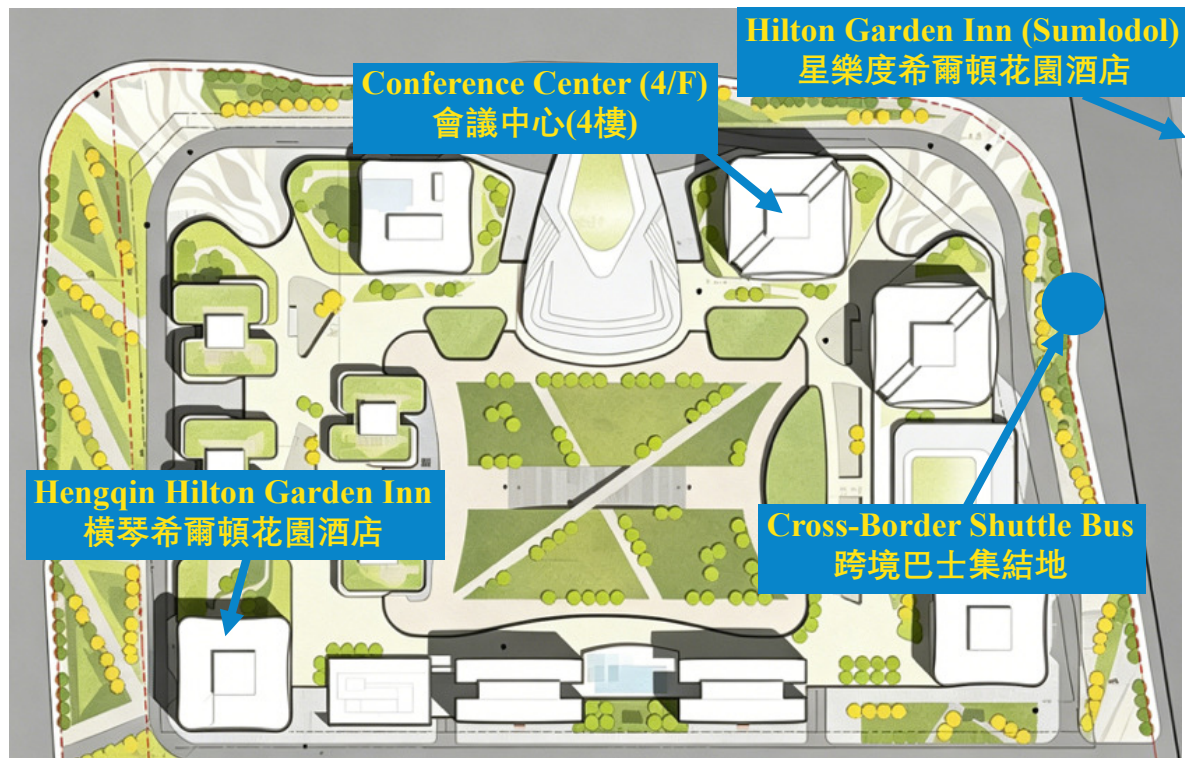 Hilton Garden Inn (Sumlodol)
星樂度希爾頓花園酒店
Conference Center (4/F)
會議中心(4樓)
Hengqin Hilton Garden Inn
橫琴希爾頓花園酒店
Cross-Border Shuttle Bus
跨境巴士集結地